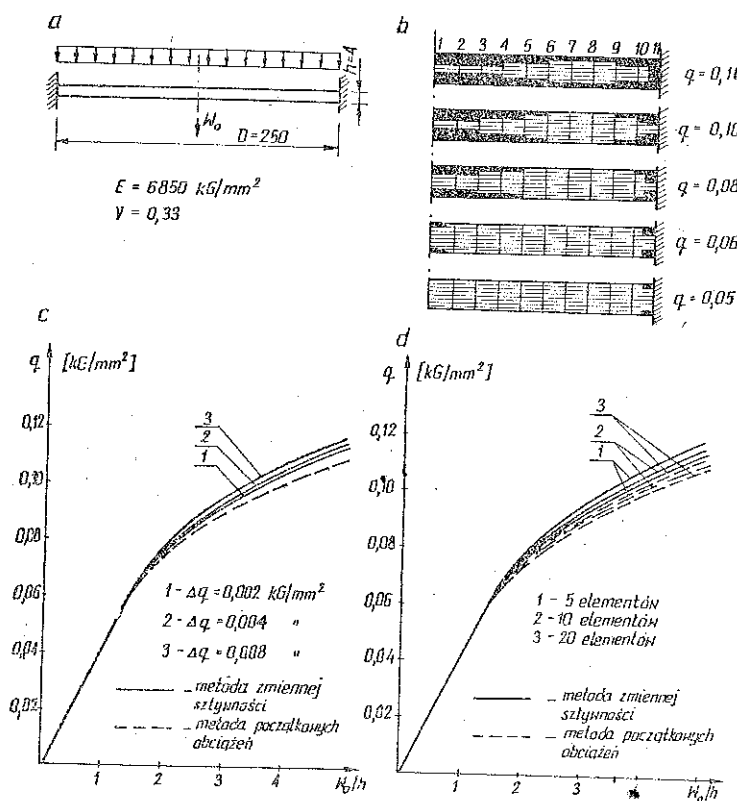 a
h=4
W₀
D=250
E = 6850 kG/mm²
ν = 0,33
b
1 2 3 4 5 6 7 8 9 10 11
q=0,10
q=0,08
q=0,06
q=0,05
c
q [kG/mm²]
0,12
0,10
0,08
0,06
0,04
0,02
3
2
1
1-Δq=0,002 kG/mm²
2-Δq=0,004 "
3-Δq=0,008 "
metoda zmiennej
sztywności
metoda początkowych
obciążeń
1 2 3 4 W₀/h
d
q [kG/mm²]
0,12
0,10
0,08
0,06
0,04
0,02
3
2
1
1 - 5 elementów
2 - 10 elementów
3 - 20 elementów
metoda zmiennej
sztywności
metoda początkowych
obciążeń
1 2 3 W₀/h